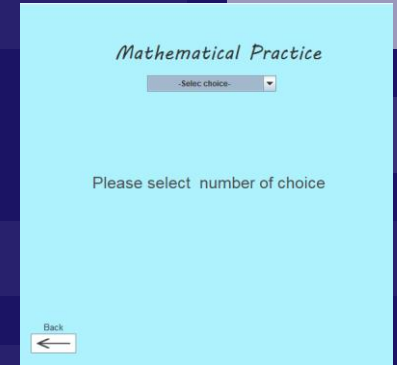 Mathematical Practice
-Selec choice-
Please select number of choice
Back